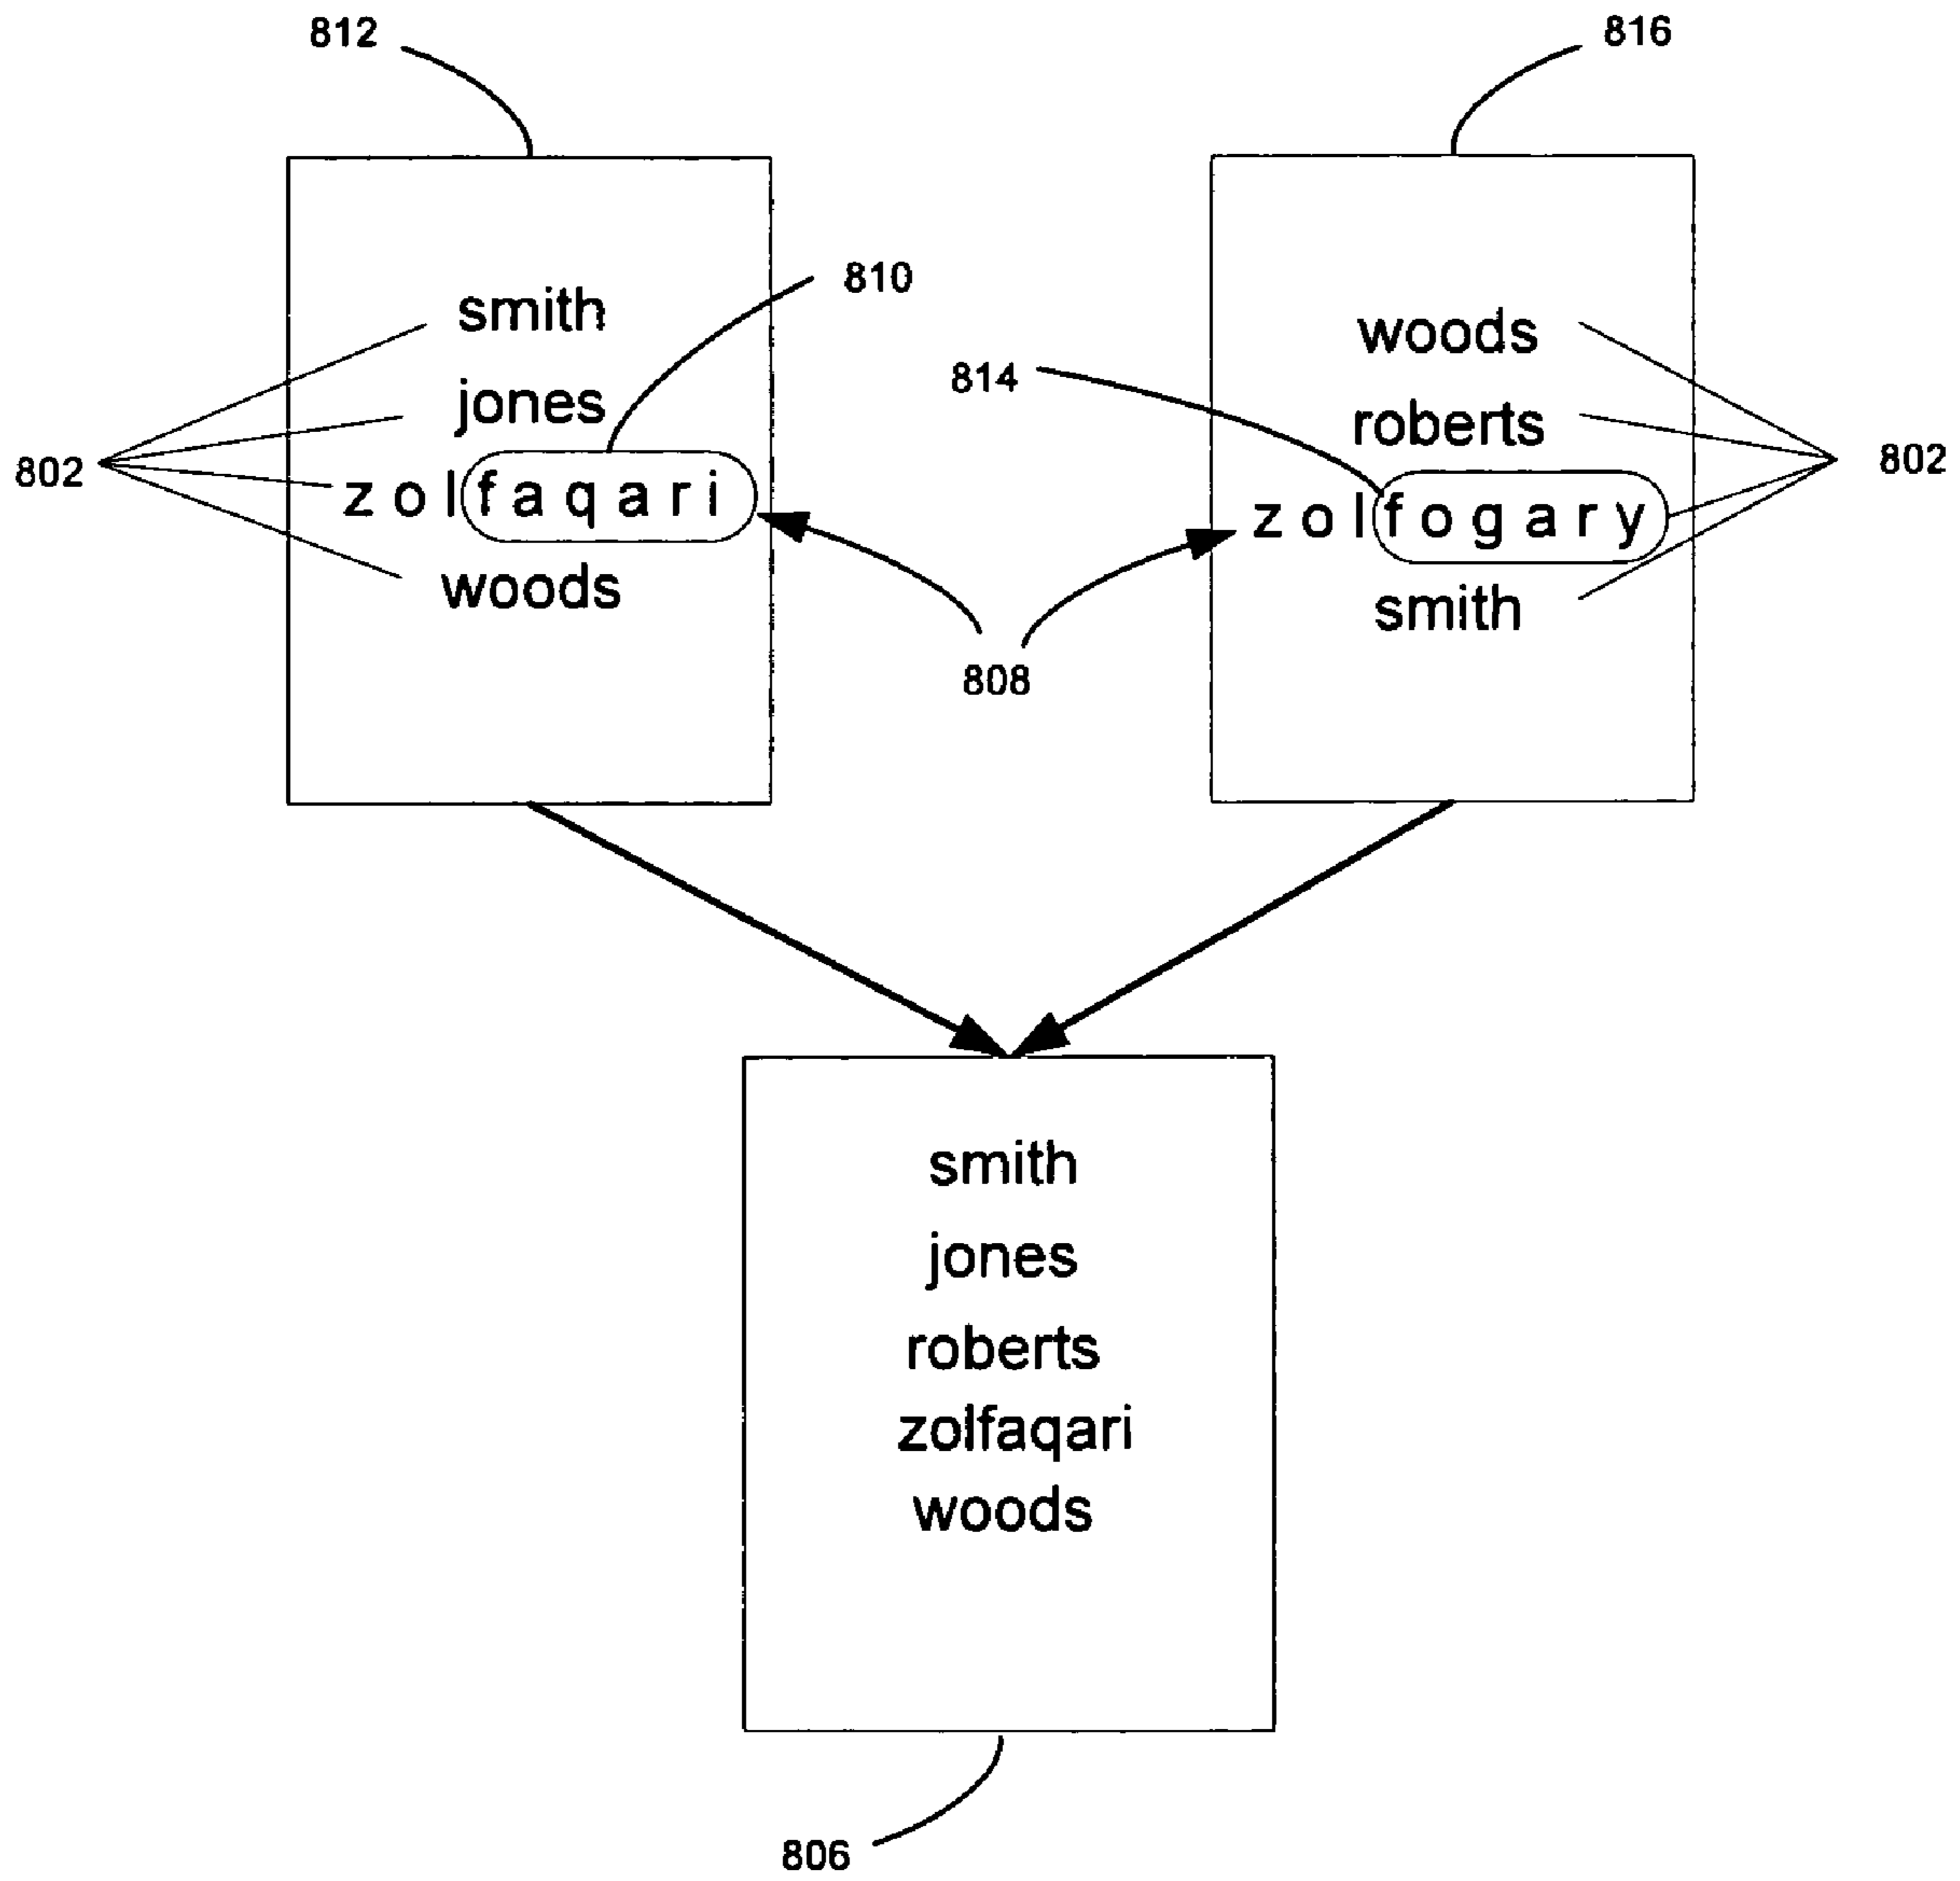 812
816
810
smith
jones
802
z o l f a q a r i
woods
814
woods
roberts
802
z o l f o g a r y
smith
808
smith
jones
roberts
zolfaqari
woods
806